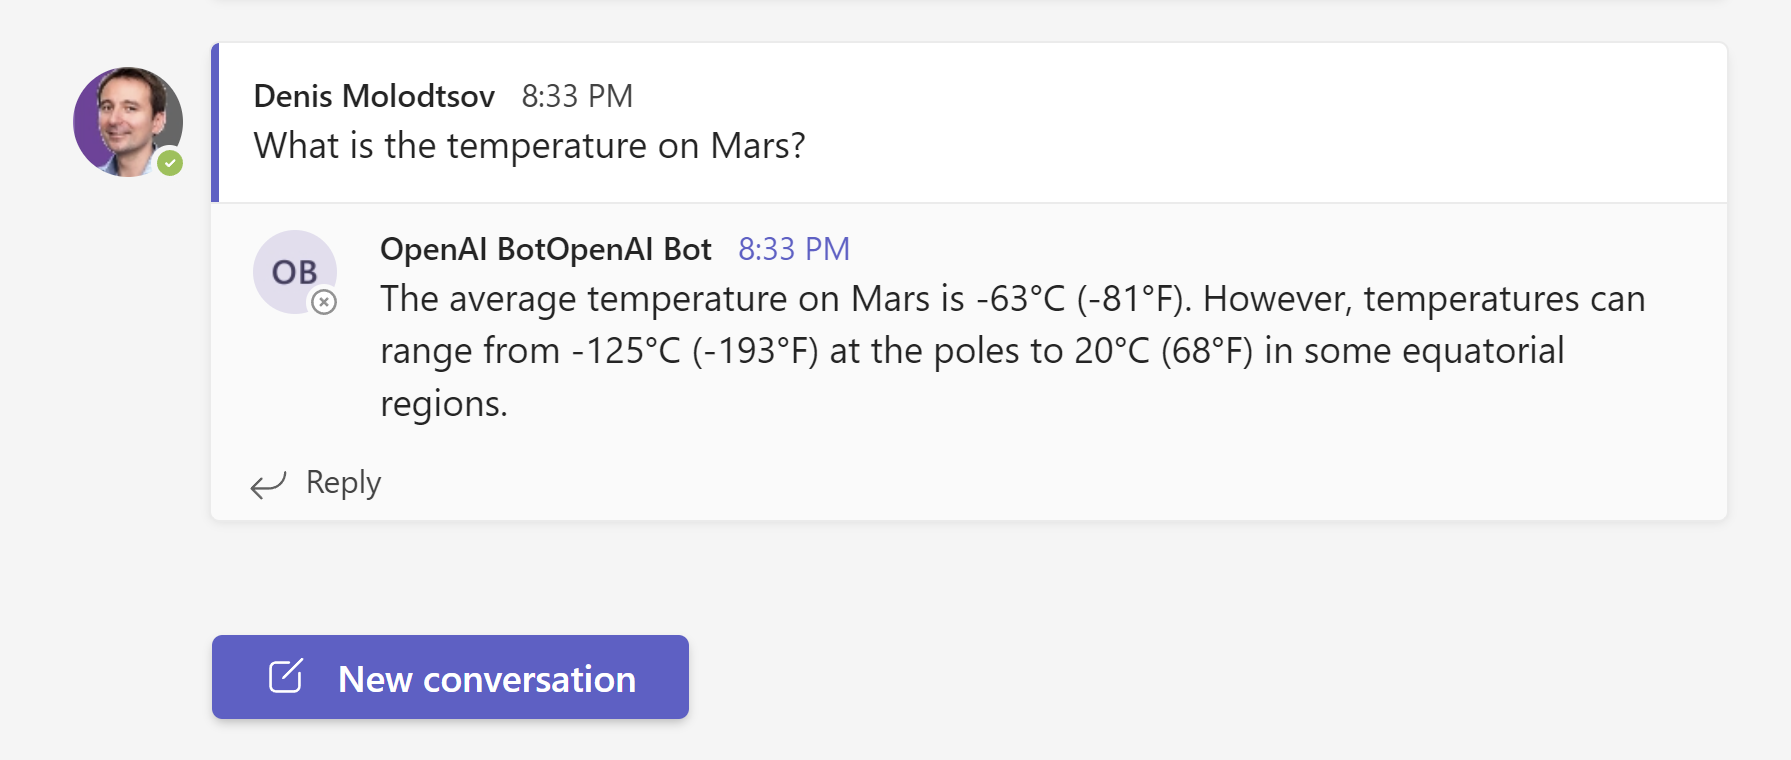 Denis Molodtsov 8:33 PM
What is the temperature on Mars?
OB
OpenAI BotOpenAI Bot 8:33 PM
The average temperature on Mars is -63°C (-81°F). However, temperatures can
range from -125°C (-193°F) at the poles to 20°C (68°F) in some equatorial
regions.
Reply
New conversation